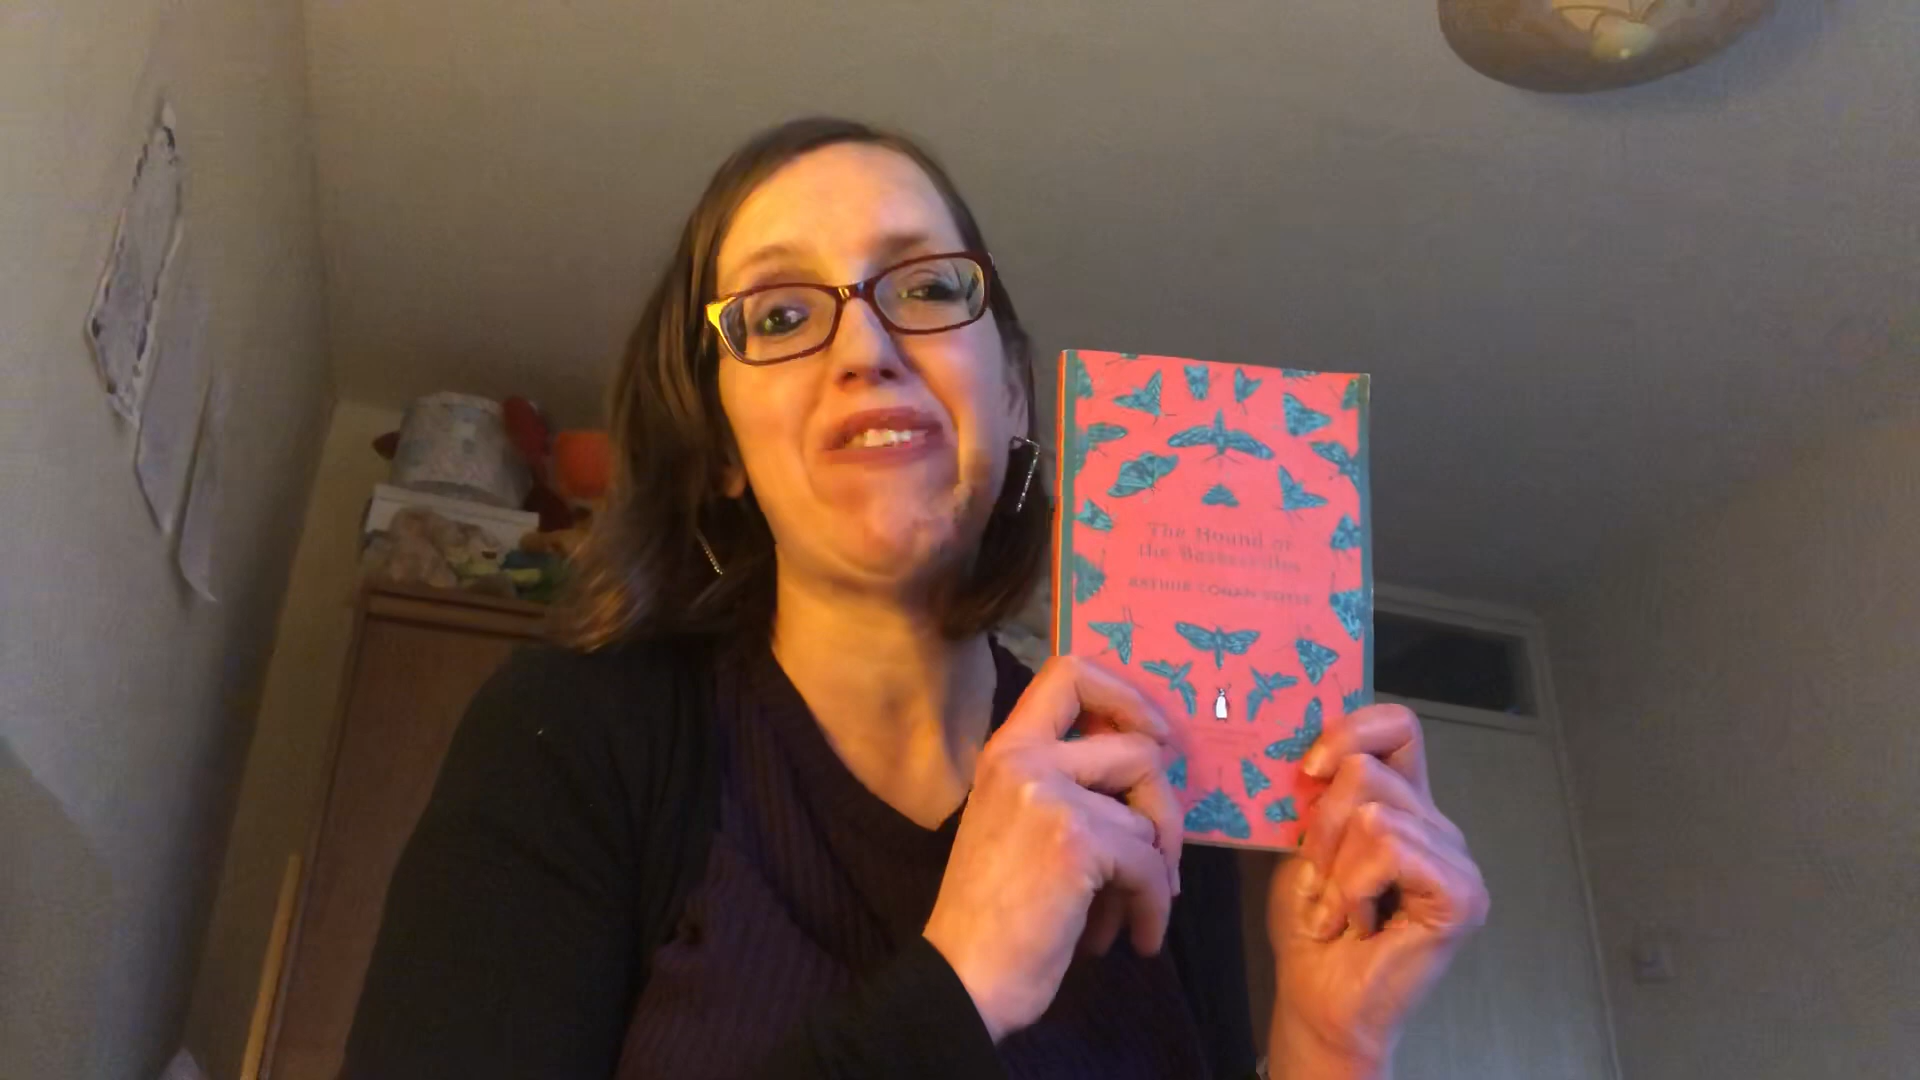 The Hound of
the Baskervilles
ARTHUR CONAN DOYLE